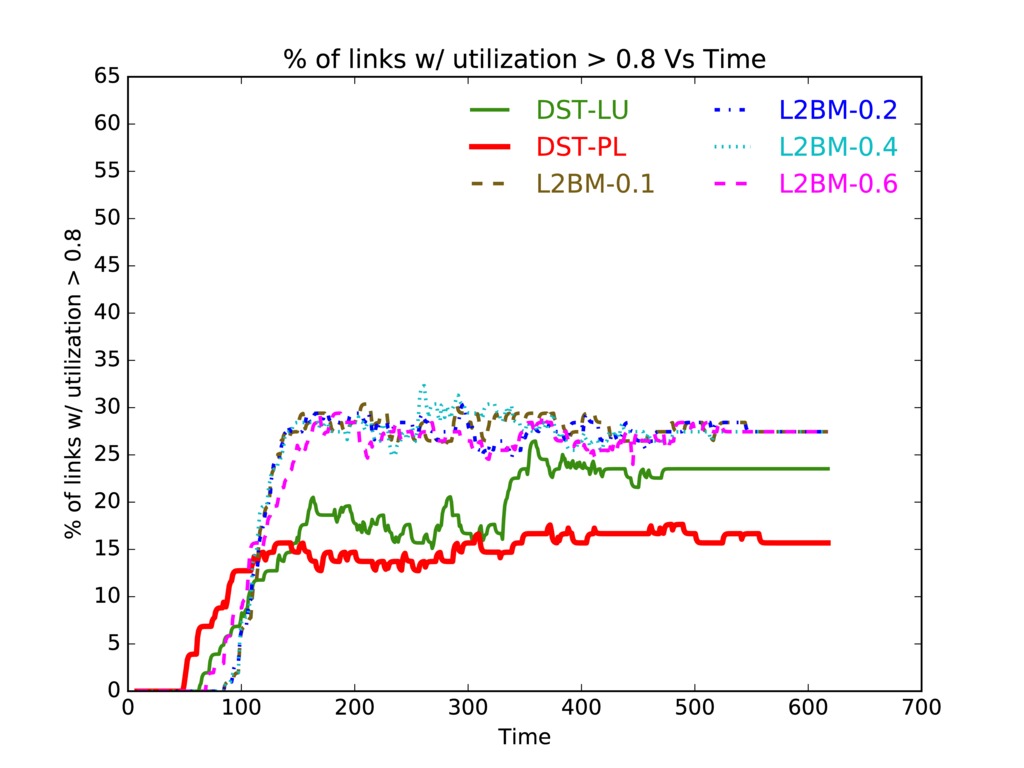 % of links w/ utilization > 0.8 Vs Time
65
60
55
50
45
40
35
30
25
20
15
10
5
0
% of links w/ utilization > 0.8
DST-LU
DST-PL
L2BM-0.1
L2BM-0.2
L2BM-0.4
L2BM-0.6
0 100 200 300 400 500 600 700
Time